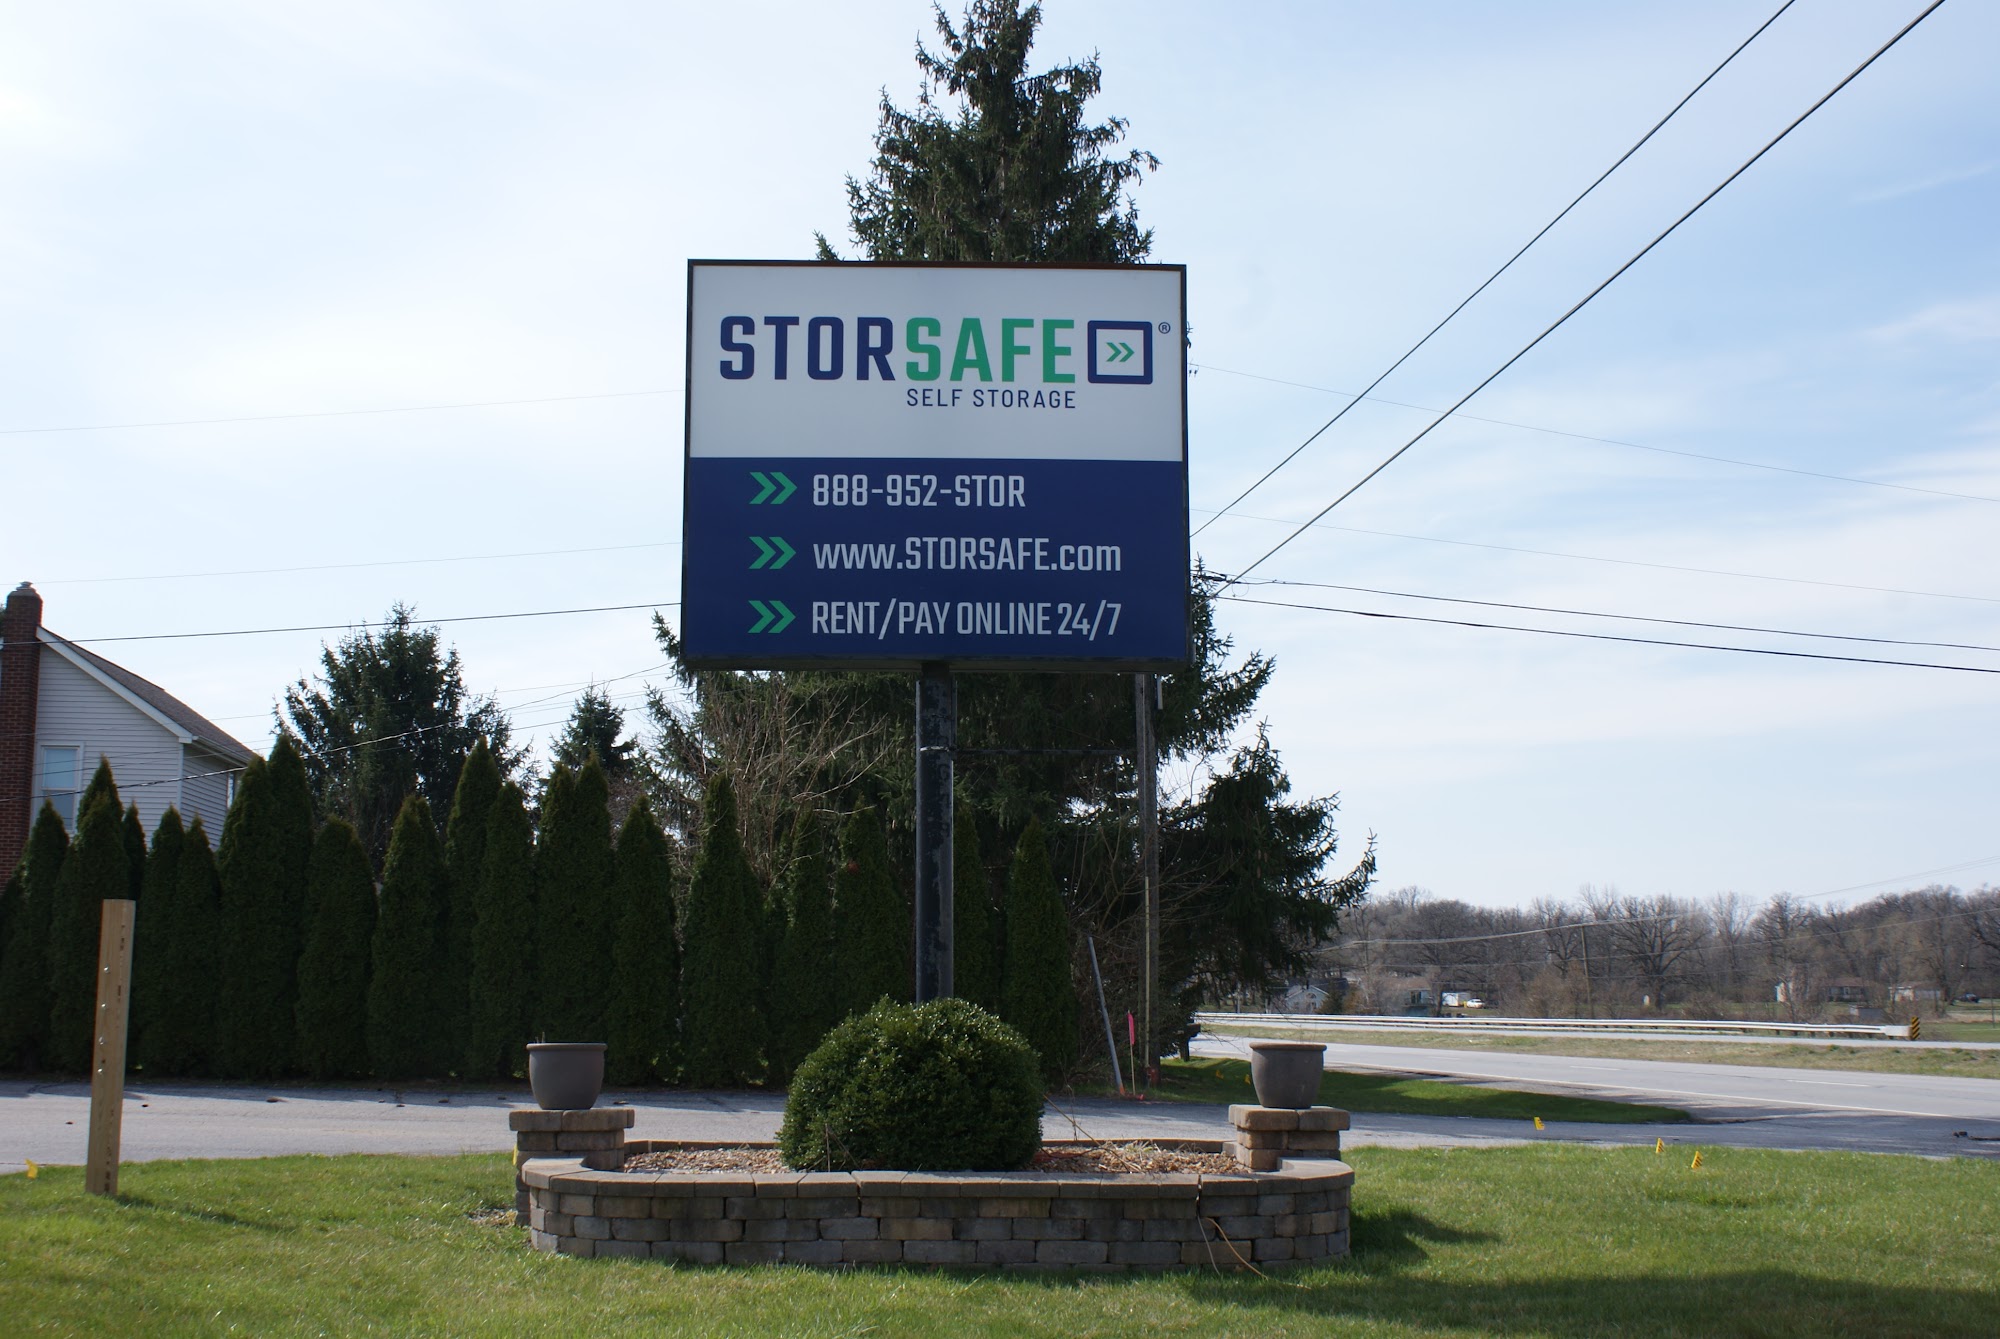 STORSAFE®
SELF STORAGE
888-952-STOR
www.STORSAFE.com
RENT/PAY ONLINE 24/7